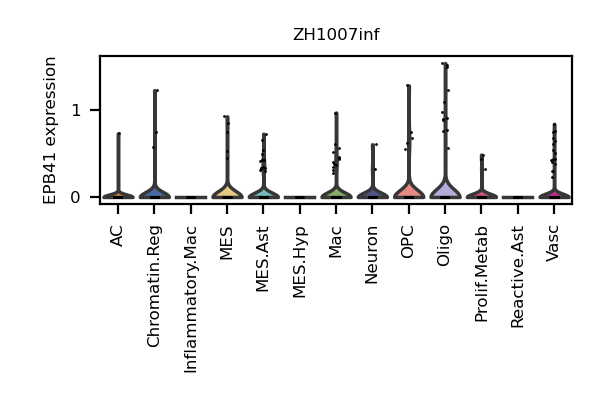 ZH1007inf
EPB41 expression
1
0
AC
Chromatin.Reg
Inflammatory.Mac
MES
MES.Ast
MES.Hyp
Mac
Neuron
OPC
Oligo
Prolif.Metab
Reactive.Ast
Vasc